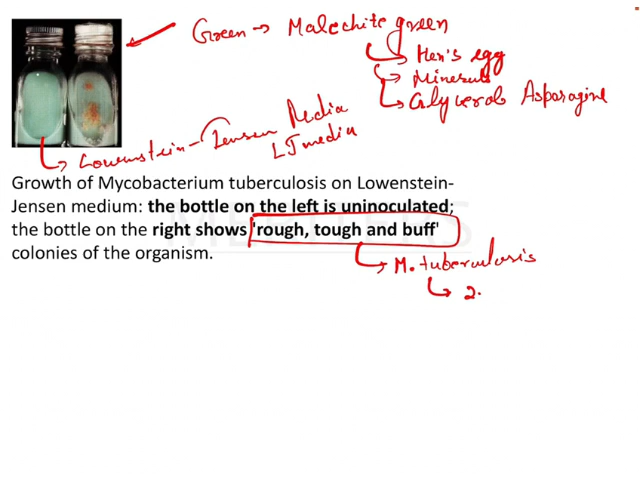 Green → Malechite green
Hen's egg
Minerals
Glycerol Asparagine
Lowenstein-Jensen Media
LJ media
Growth of Mycobacterium tuberculosis on Lowenstein-
Jensen medium: the bottle on the left is uninoculated;
the bottle on the right shows 'rough, tough and buff'
colonies of the organism.
M. tuberculosis
2.